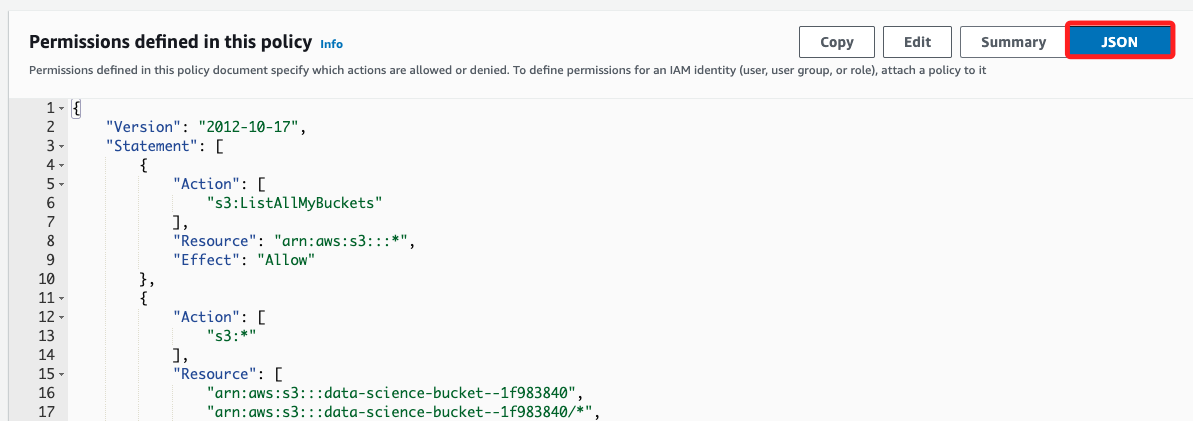 Permissions defined in this policy Info
Copy Edit Summary JSON
Permissions defined in this policy document specify which actions are allowed or denied. To define permissions for an IAM identity (user, user group, or role), attach a policy to it
1 {
2     "Version": "2012-10-17",
3     "Statement": [
4         {
5             "Action": [
6                 "s3:ListAllMyBuckets"
7             ],
8             "Resource": "arn:aws:s3:::*",
9             "Effect": "Allow"
10         },
11         {
12             "Action": [
13                 "s3:*"
14             ],
15             "Resource": [
16                 "arn:aws:s3:::data-science-bucket--1f983840",
17                 "arn:aws:s3:::data-science-bucket--1f983840/*",